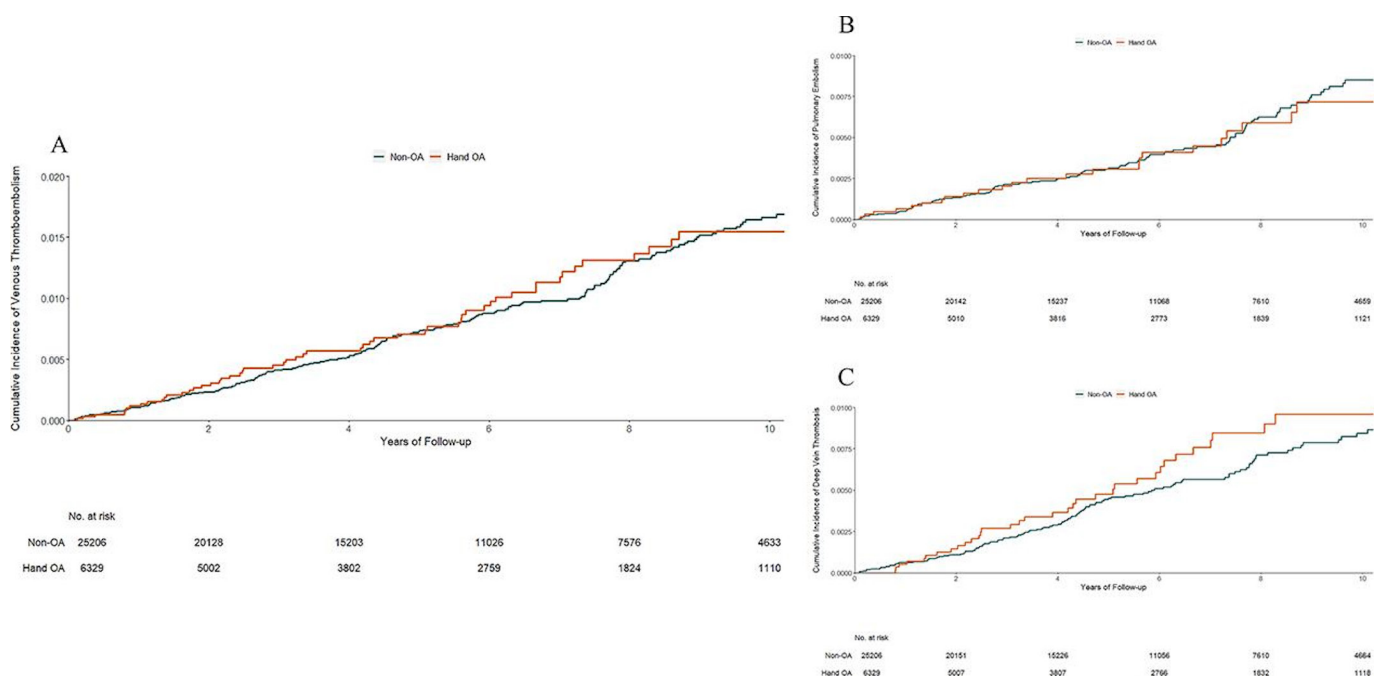 A
Non-OA Hand OA
Cumulative Incidence of Venous Thromboembolism
0.020
0.015
0.010
0.005
0.000
0 2 4 6 8 10
Years of Follow-up
No. at risk
Non-OA 25206 20128 15203 11026 7576 4633
Hand OA 6329 5002 3802 2759 1824 1110
B
Non-OA Hand OA
Cumulative Incidence of Pulmonary Embolism
0.0100
0.0075
0.0050
0.0025
0.0000
0 2 4 6 8 10
Years of Follow-up
No. at risk
Non-OA 25206 20142 15237 11068 7610 4659
Hand OA 6329 5010 3816 2773 1839 1121
C
Non-OA Hand OA
Cumulative Incidence of Deep Vein Thrombosis
0.0100
0.0075
0.0050
0.0025
0.0000
0 2 4 6 8 10
Years of Follow-up
No. at risk
Non-OA 25206 20151 15226 11056 7610 4664
Hand OA 6329 5007 3807 2766 1832 1118